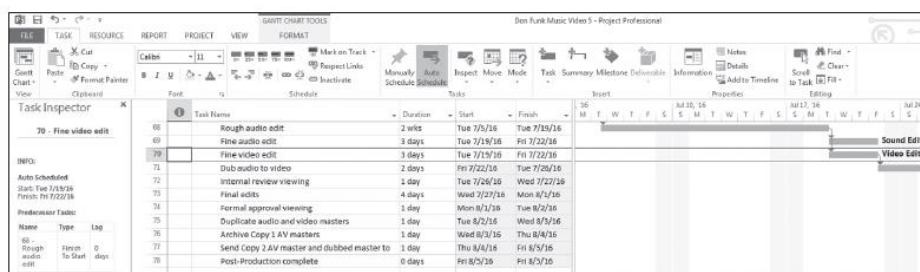 GANTT CHART TOOLS
Don Funk Music Video 5 - Project Professional
FILE TASK RESOURCE REPORT PROJECT VIEW FORMAT
Gantt Chart
View
Paste
Cut
Copy
Format Painter
Clipboard
Calibri 11
B I U
Font
Mark on Track
Respect Links
Inactivate
Schedule
Manually Schedule
Auto Schedule
Inspect
Move
Mode
Tasks
Task
Summary
Milestone
Deliverable
Insert
Information
Notes
Details
Add to Timeline
Properties
Scroll to Task
Find
Clear
Fill
Editing
Task Inspector
70 - Fine video edit
INFO:
Auto Scheduled
Start: Tue 7/19/16
Finish: Fri 7/22/16
Predecessor Tasks:
Name Type Lag
68 - Rough audio edit Finish To Start 0 days
Task Name Duration Start Finish
68 Rough audio edit 2 wks Tue 7/5/16 Tue 7/19/16
69 Fine audio edit 3 days Tue 7/19/16 Fri 7/22/16
70 Fine video edit 3 days Tue 7/19/16 Fri 7/22/16
71 Dub audio to video 2 days Fri 7/22/16 Tue 7/26/16
72 Internal review viewing 1 day Tue 7/26/16 Wed 7/27/16
73 Final edits 4 days Wed 7/27/16 Mon 8/1/16
74 Formal approval viewing 1 day Mon 8/1/16 Tue 8/2/16
75 Duplicate audio and video masters 1 day Tue 8/2/16 Wed 8/3/16
76 Archive Copy 1 AV masters 1 day Wed 8/3/16 Thu 8/4/16
77 Send Copy 2 AV master and dubbed master to 1 day Thu 8/4/16 Fri 8/5/16
78 Post-Production complete 0 days Fri 8/5/16 Fri 8/5/16
'16 Jul 10, '16 Jul 17, '16 Jul 24
M T W T F S S M T W T F S S M T W T F S S
Sound Edit
Video Edit